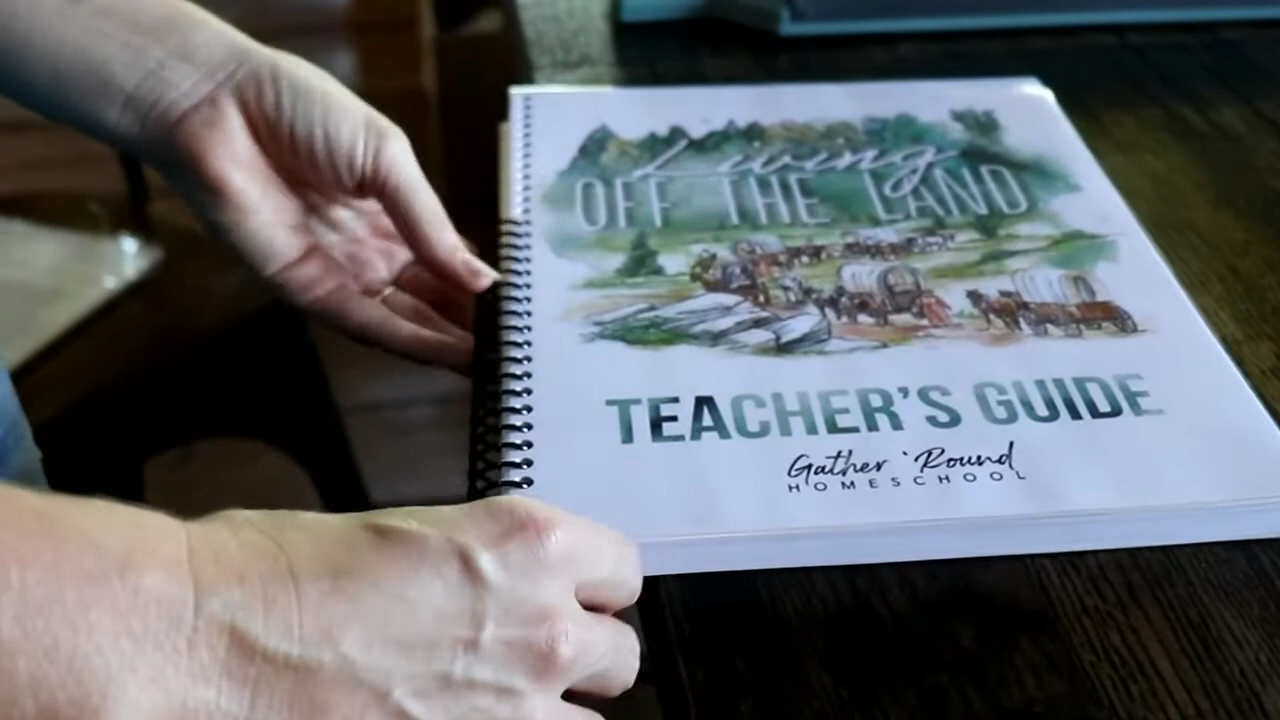 Living
OFF THE LAND
TEACHER'S GUIDE
Gather 'Round
HOMESCHOOL